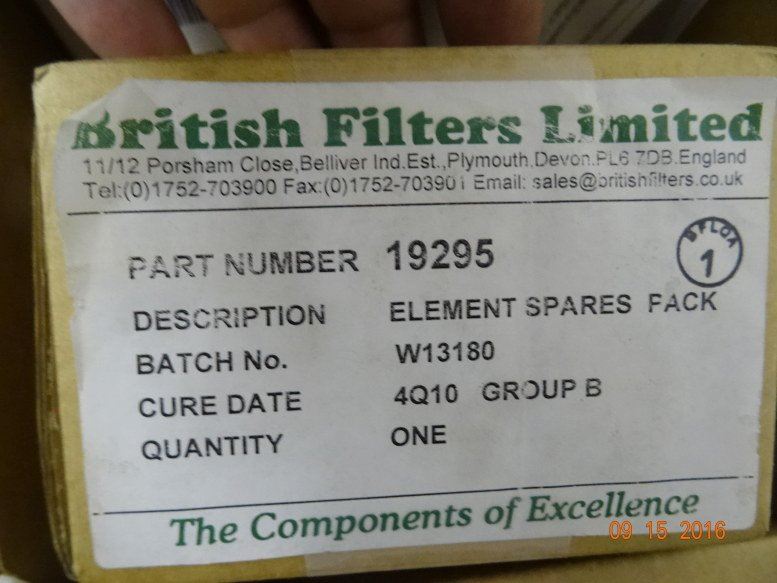 British Filters Limited
11/12 Porsham Close,Belliver Ind.Est.,Plymouth.Devon.PL6 7DB.England
Tel:(0)1752-703900 Fax:(0)1752-703901 Email: sales@britishfilters.co.uk
PART NUMBER 19295
BFLQA
1
DESCRIPTION ELEMENT SPARES PACK
BATCH No. W13180
CURE DATE 4Q10 GROUP B
QUANTITY ONE
The Components of Excellence
09 15 2016